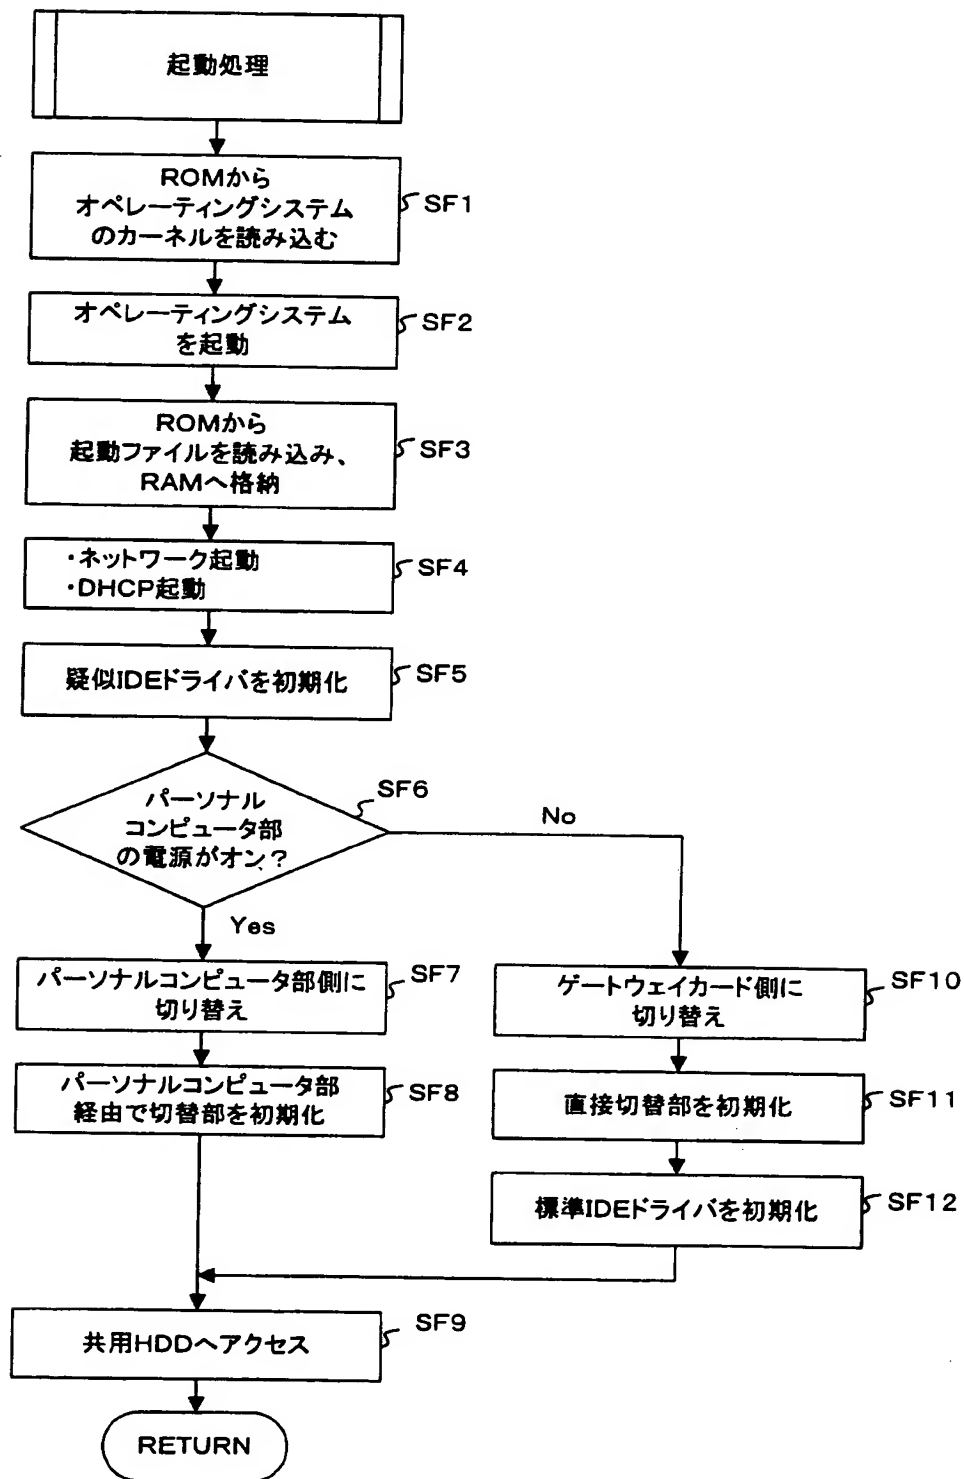 起動処理
ROMから
オペレーティングシステム
のカーネルを読み込む
SF1
オペレーティングシステム
を起動
SF2
ROMから
起動ファイルを読み込み、
RAMへ格納
SF3
・ネットワーク起動
・DHCP起動
SF4
疑似IDEドライバを初期化
SF5
パーソナル
コンピュータ部
の電源がオン?
SF6
No
Yes
パーソナルコンピュータ部側に
切り替え
SF7
ゲートウェイカード側に
切り替え
SF10
パーソナルコンピュータ部
経由で切替部を初期化
SF8
直接切替部を初期化
SF11
標準IDEドライバを初期化
SF12
共用HDDへアクセス
SF9
RETURN